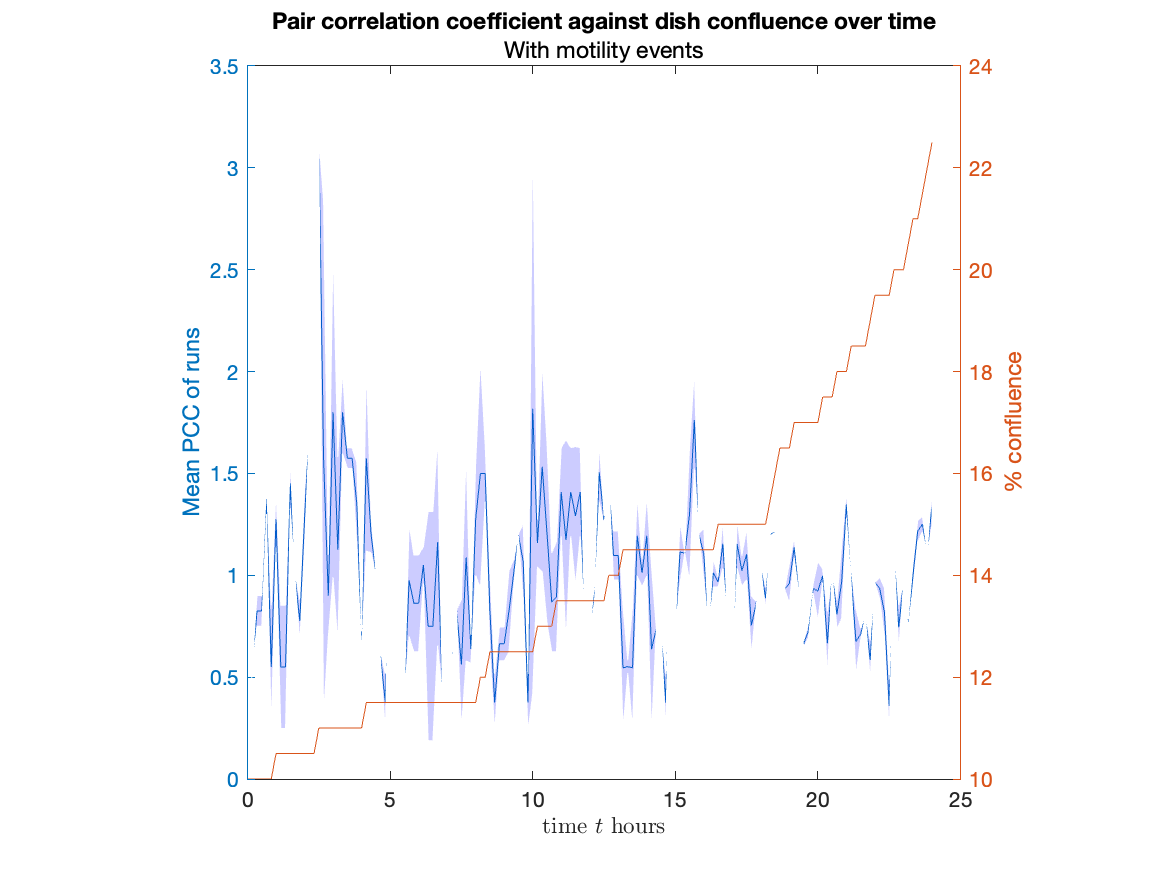 Pair correlation coefficient against dish confluence over time
With motility events
3.5
3
2.5
2
1.5
1
0.5
0
Mean PCC of runs
24
22
20
18
16
14
12
10
% confluence
0 5 10 15 20 25
time t hours